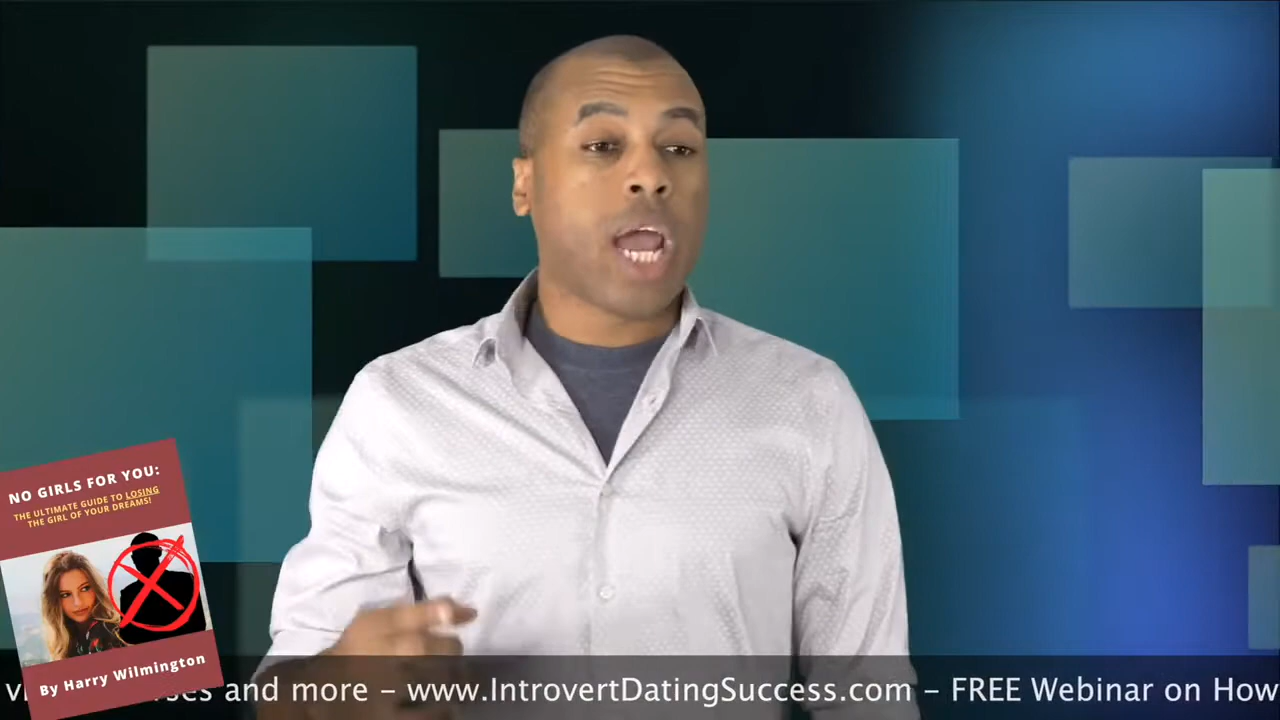 NO GIRLS FOR YOU:
THE ULTIMATE GUIDE TO LOSING
THE GIRL OF YOUR DREAMS!
By Harry Wilmington
and more – www.IntrovertDatingSuccess.com – FREE Webinar on How